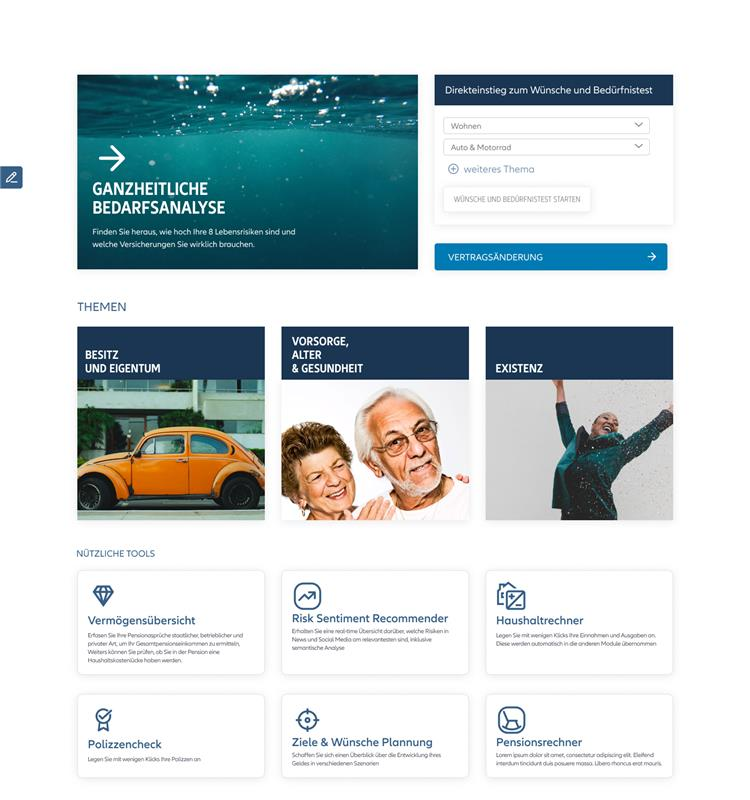 GANZHEITLICHE
BEDARFSANALYSE
Finden Sie heraus, wie hoch Ihre 8 Lebensrisiken sind und
welche Versicherungen Sie wirklich brauchen.
Direkteinstieg zum Wünsche und Bedürfnistest
Wohnen
Auto & Motorrad
weiteres Thema
WÜNSCHE UND BEDÜRFNISTEST STARTEN
VERTRAGSÄNDERUNG
THEMEN
BESITZ
UND EIGENTUM
VORSORGE,
ALTER
& GESUNDHEIT
EXISTENZ
NÜTZLICHE TOOLS
Vermögensübersicht
Erfasen Sie Ihre Pensionasprüche staatlicher, betrieblicher und
privater Art, um Ihr Gesamtpensionseinkommen zu ermitteln,
Weiters können Sie prüfen, ob Sie in der Pension eine
Haushaltskostenlücke haben werden.
Risk Sentiment Recommender
Erhalten Sie eine real-time Übersicht darüber, welche Risiken in
News und Social Media am relevantesten sind, inklusive
semantische Analyse
Haushaltrechner
Legen Sie mit wenigen Klicks Ihre Einnahmen und Ausgaben an.
Diese werden automatisch in die anderen Module übernommen
Polizzencheck
Legen Sie mit wenigen Klicks Ihre Polizzen an
Ziele & Wünsche Plannung
Schaffen Sie sich einen Überblick über die Entwicklung Ihres
Geldes in verschiedenen Szenarien
Pensionsrechner
Lorem ipsum dolor sit amet, consectetur adipiscing elit. Eleifend
interdum tincidunt duis posuere massa. Libero rhoncus erat mauris.